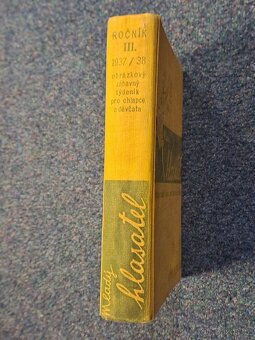 ROČNÍK
III.
1937/38
obrázkový
zábavný
týdeník
pro chlapce
a děvčata
Mladý
hlasatel